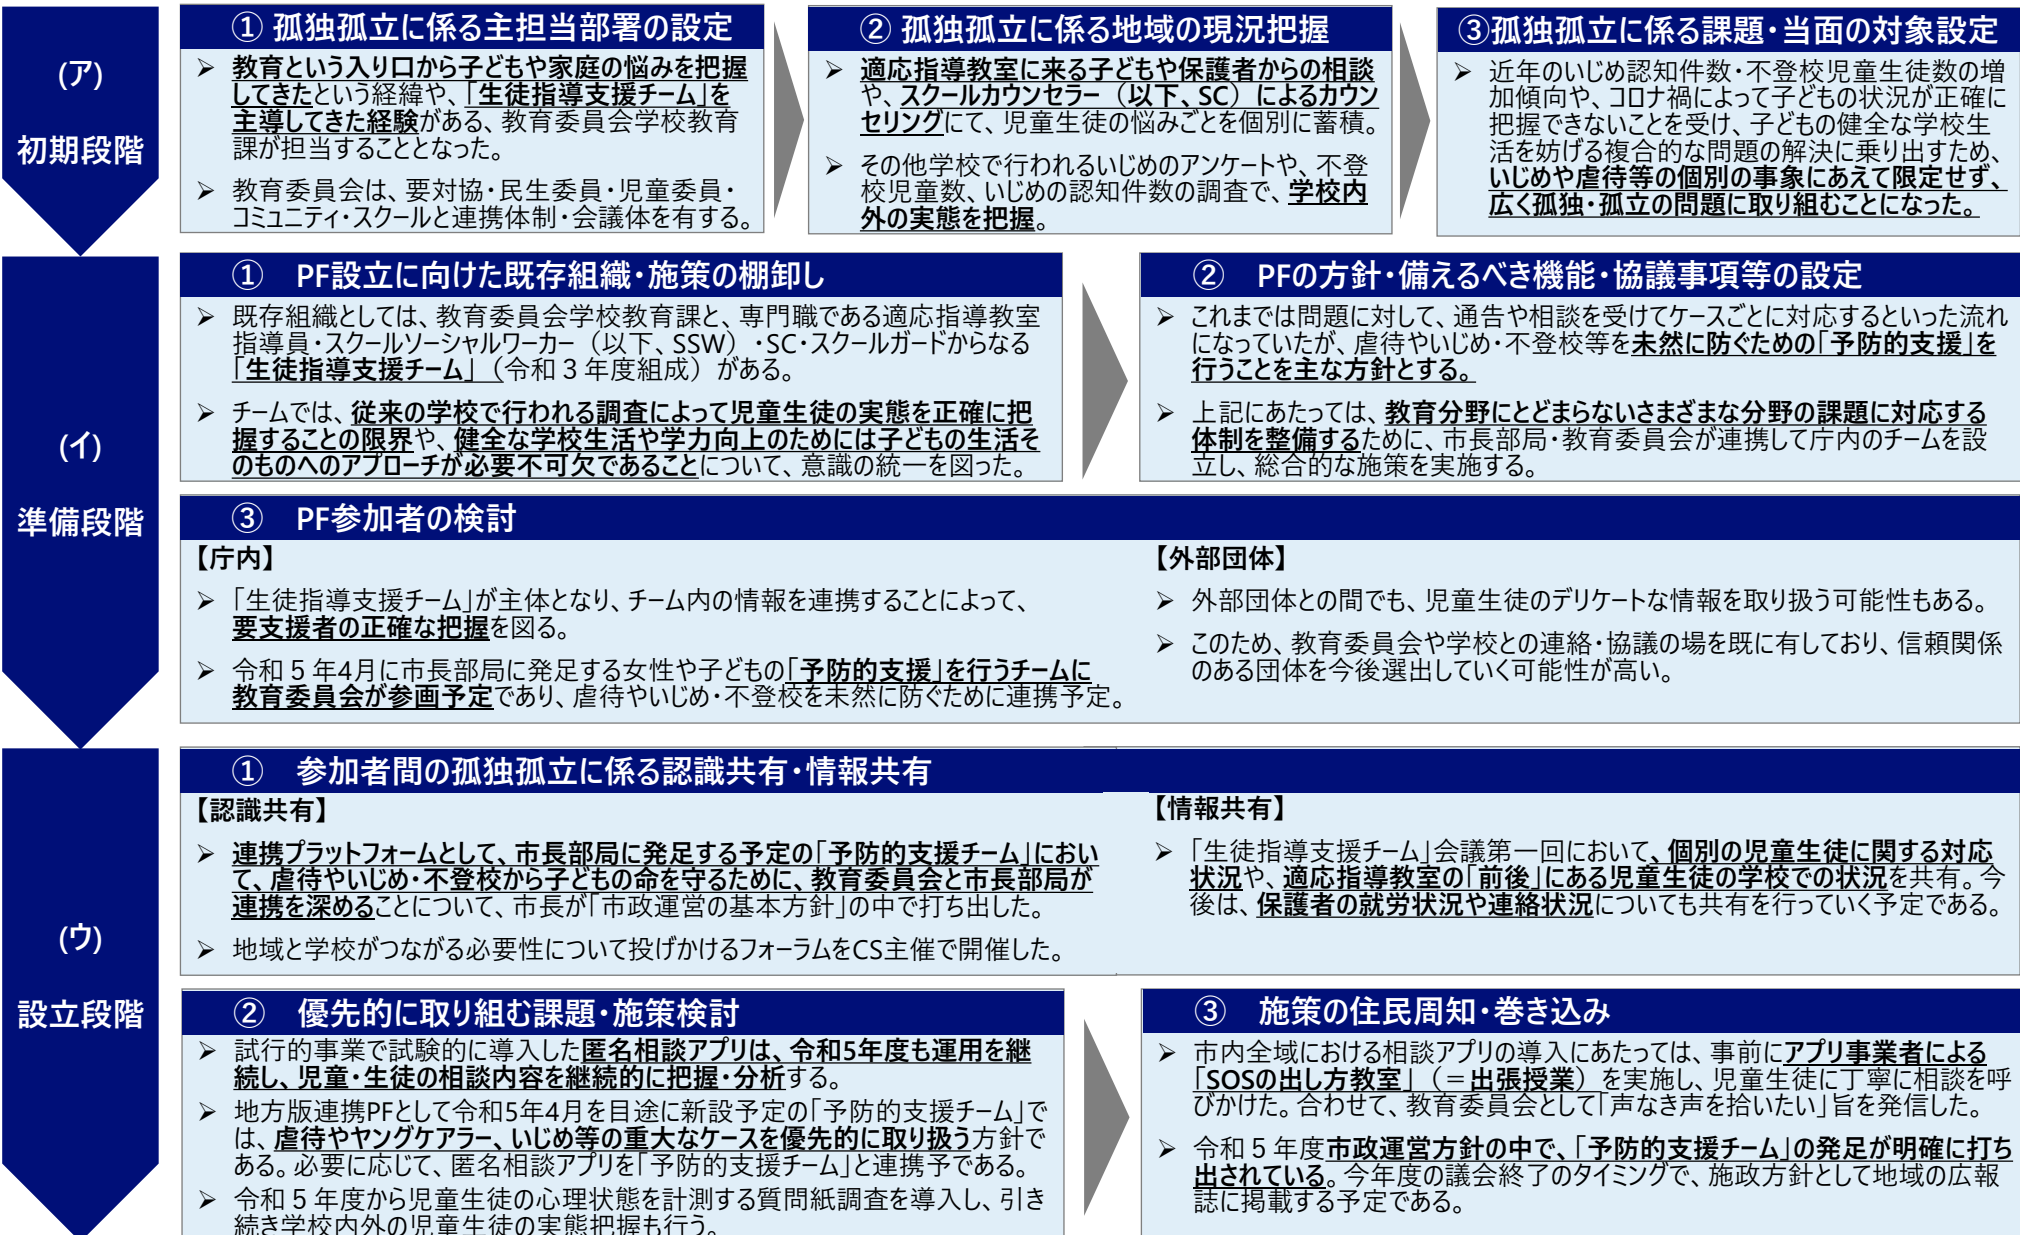 (ア)
初期段階
① 孤独孤立に係る主担当部署の設定
➢ 教育という入り口から子どもや家庭の悩みを把握
してきたという経緯や、「生徒指導支援チーム」を
主導してきた経験がある、教育委員会学校教育
課が担当することとなった。
➢ 教育委員会は、要対協・民生委員・児童委員・
コミュニティ・スクールと連携体制・会議体を有する。
② 孤独孤立に係る地域の現況把握
➢ 適応指導教室に来る子どもや保護者からの相談
や、スクールカウンセラー（以下、SC）によるカウン
セリングにて、児童生徒の悩みごとを個別に蓄積。
➢ その他学校で行われるいじめのアンケートや、不登
校児童数、いじめの認知件数の調査で、学校内
外の実態を把握。
③孤独孤立に係る課題・当面の対象設定
➢ 近年のいじめ認知件数・不登校児童生徒数の増
加傾向や、コロナ禍によって子どもの状況が正確に
把握できないことを受け、子どもの健全な学校生
活を妨げる複合的な問題の解決に乗り出すため、
いじめや虐待等の個別の事象にあえて限定せず、
広く孤独・孤立の問題に取り組むことになった。
(イ)
準備段階
① PF設立に向けた既存組織・施策の棚卸し
➢ 既存組織としては、教育委員会学校教育課と、専門職である適応指導教室
指導員・スクールソーシャルワーカー（以下、SSW）・SC・スクールガードからなる
「生徒指導支援チーム」（令和３年度組成）がある。
➢ チームでは、従来の学校で行われる調査によって児童生徒の実態を正確に把
握することの限界や、健全な学校生活や学力向上のためには子どもの生活そ
のものへのアプローチが必要不可欠であることについて、意識の統一を図った。
② PFの方針・備えるべき機能・協議事項等の設定
➢ これまでは問題に対して、通告や相談を受けてケースごとに対応するといった流れ
になっていたが、虐待やいじめ・不登校等を未然に防ぐための「予防的支援」を
行うことを主な方針とする。
➢ 上記にあたっては、教育分野にとどまらないさまざまな分野の課題に対応する
体制を整備するために、市長部局・教育委員会が連携して庁内のチームを設
立し、総合的な施策を実施する。
③ PF参加者の検討
【庁内】
➢ 「生徒指導支援チーム」が主体となり、チーム内の情報を連携することによって、
要支援者の正確な把握を図る。
➢ 令和５年4月に市長部局に発足する女性や子どもの「予防的支援」を行うチームに
教育委員会が参画予定であり、虐待やいじめ・不登校を未然に防ぐために連携予定。
【外部団体】
➢ 外部団体との間でも、児童生徒のデリケートな情報を取り扱う可能性もある。
➢ このため、教育委員会や学校との連絡・協議の場を既に有しており、信頼関係
のある団体を今後選出していく可能性が高い。
(ウ)
設立段階
① 参加者間の孤独孤立に係る認識共有・情報共有
【認識共有】
➢ 連携プラットフォームとして、市長部局に発足する予定の「予防的支援チーム」におい
て、虐待やいじめ・不登校から子どもの命を守るために、教育委員会と市長部局が
連携を深めることについて、市長が「市政運営の基本方針」の中で打ち出した。
➢ 地域と学校がつながる必要性について投げかけるフォーラムをCS主催で開催した。
【情報共有】
➢ 「生徒指導支援チーム」会議第一回において、個別の児童生徒に関する対応
状況や、適応指導教室の「前後」にある児童生徒の学校での状況を共有。今
後は、保護者の就労状況や連絡状況についても共有を行っていく予定である。
② 優先的に取り組む課題・施策検討
➢ 試行的事業で試験的に導入した匿名相談アプリは、令和5年度も運用を継
続し、児童・生徒の相談内容を継続的に把握・分析する。
➢ 地方版連携PFとして令和5年4月を目途に新設予定の「予防的支援チーム」で
は、虐待やヤングケアラー、いじめ等の重大なケースを優先的に取り扱う方針で
ある。必要に応じて、匿名相談アプリを「予防的支援チーム」と連携予である。
➢ 令和５年度から児童生徒の心理状態を計測する質問紙調査を導入し、引き
続き学校内外の児童生徒の実態把握も行う。
③ 施策の住民周知・巻き込み
➢ 市内全域における相談アプリの導入にあたっては、事前にアプリ事業者による
「SOSの出し方教室」（＝出張授業）を実施し、児童生徒に丁寧に相談を呼
びかけた。合わせて、教育委員会として「声なき声を拾いたい」旨を発信した。
➢ 令和５年度市政運営方針の中で、「予防的支援チーム」の発足が明確に打ち
出されている。今年度の議会終了のタイミングで、施政方針として地域の広報
誌に掲載する予定である。